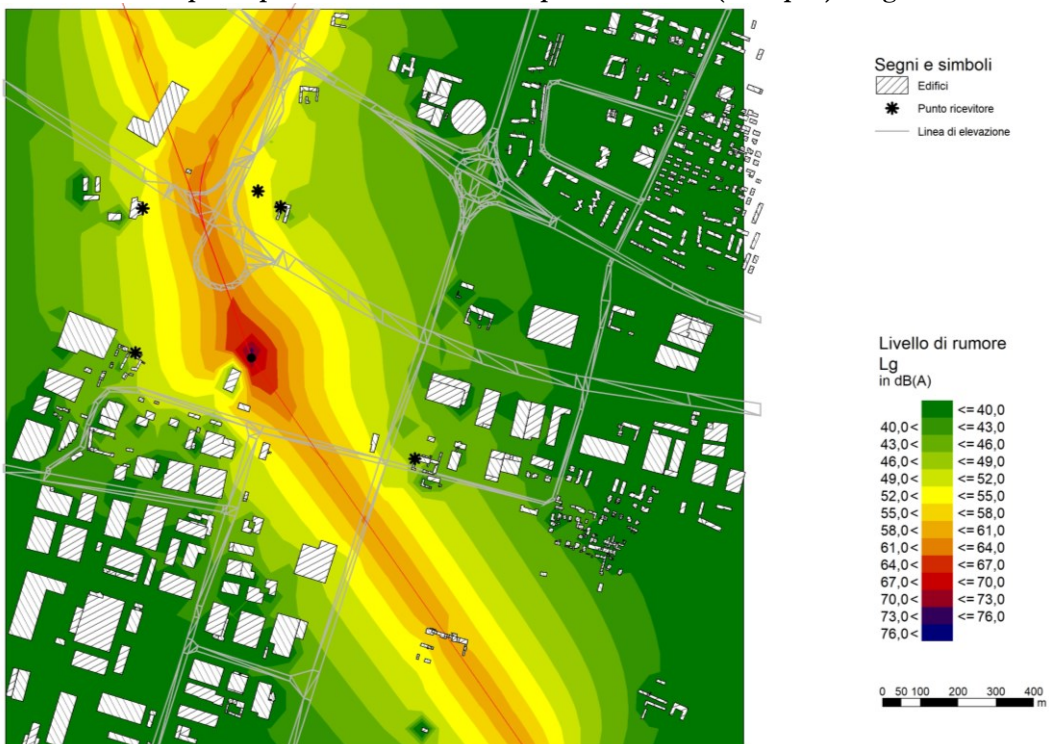 Segni e simboli
Edifici
Punto ricevitore
Linea di elevazione
Livello di rumore
Lg
in dB(A)
<= 40,0
40,0 < <= 43,0
43,0 < <= 46,0
46,0 < <= 49,0
49,0 < <= 52,0
52,0 < <= 55,0
55,0 < <= 58,0
58,0 < <= 61,0
61,0 < <= 64,0
64,0 < <= 67,0
67,0 < <= 70,0
70,0 < <= 73,0
73,0 < <= 76,0
76,0 <
0 50 100 200 300 400
m